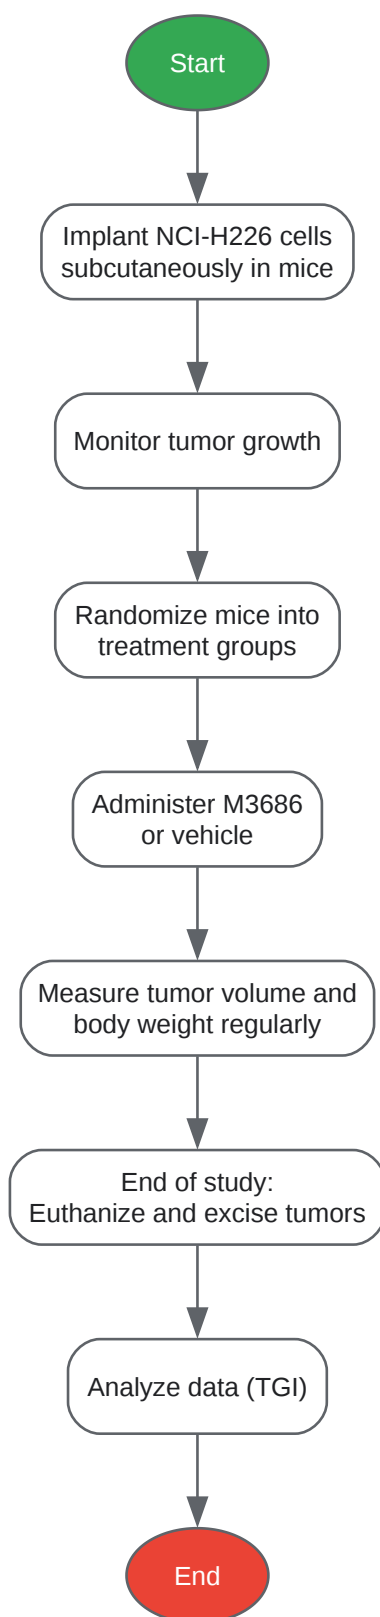 Start
Implant NCI-H226 cells
subcutaneously in mice
Monitor tumor growth
Randomize mice into
treatment groups
Administer M3686
or vehicle
Measure tumor volume and
body weight regularly
End of study:
Euthanize and excise tumors
Analyze data (TGI)
End